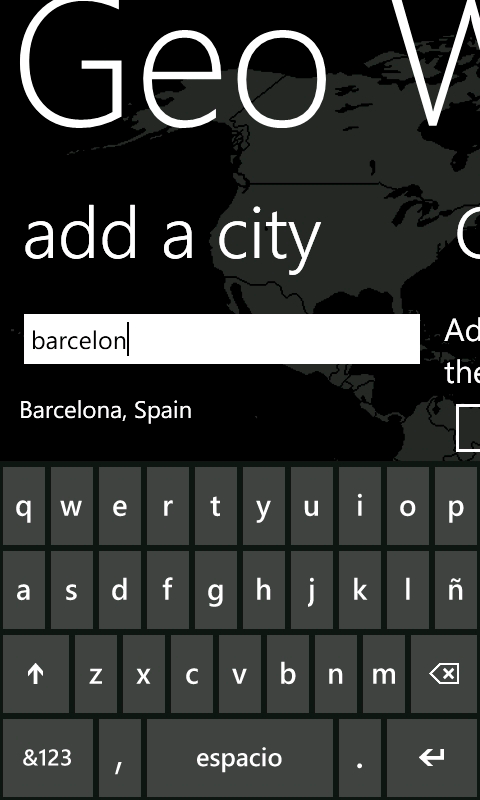 Geo W
add a city
barcelon
Ad
the
Barcelona, Spain
q w e r t y u i o p
a s d f g h j k l ñ
z x c v b n m
&123 , espacio .